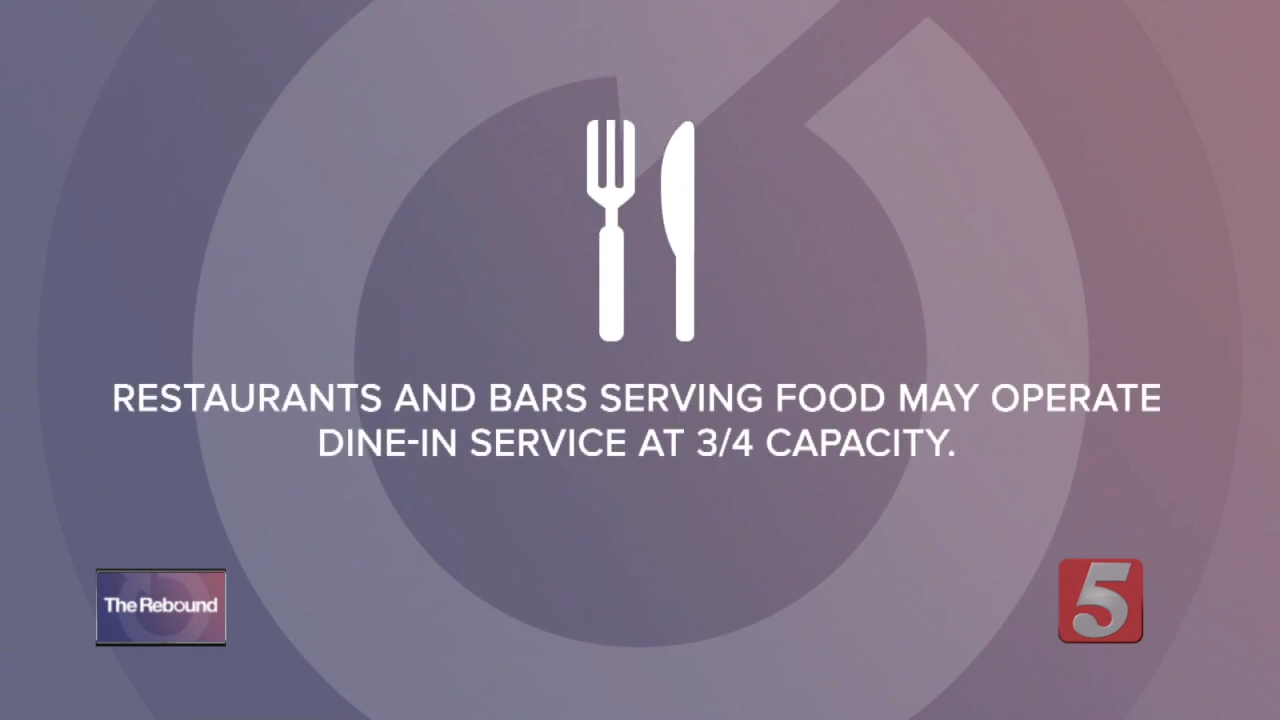 RESTAURANTS AND BARS SERVING FOOD MAY OPERATE
DINE-IN SERVICE AT 3/4 CAPACITY.
The Rebound
5